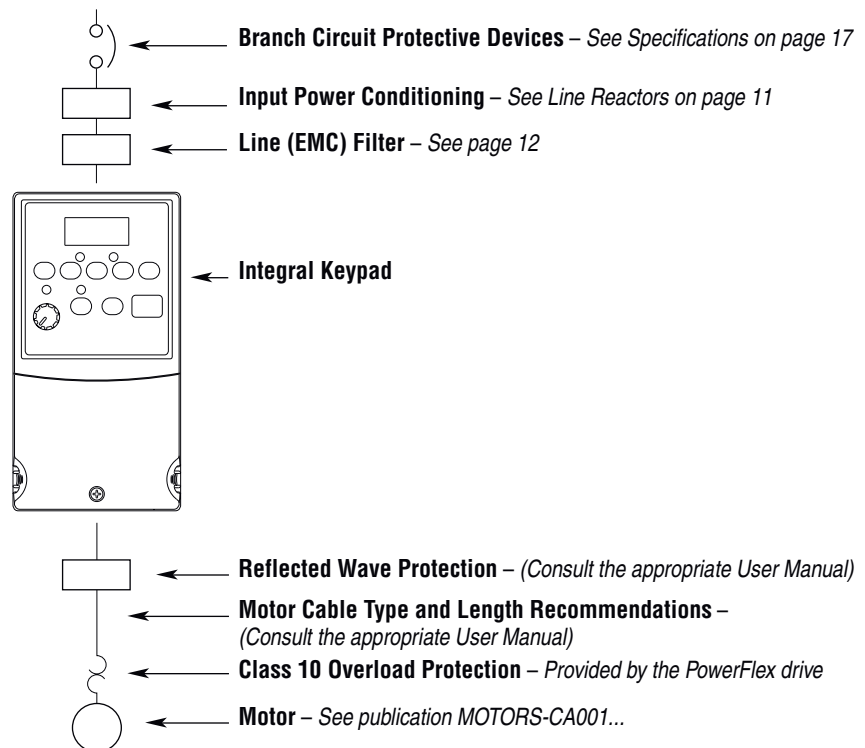 Branch Circuit Protective Devices – See Specifications on page 17
Input Power Conditioning – See Line Reactors on page 11
Line (EMC) Filter – See page 12
Integral Keypad
Reflected Wave Protection – (Consult the appropriate User Manual)
Motor Cable Type and Length Recommendations –
(Consult the appropriate User Manual)
Class 10 Overload Protection – Provided by the PowerFlex drive
Motor – See publication MOTORS-CA001...